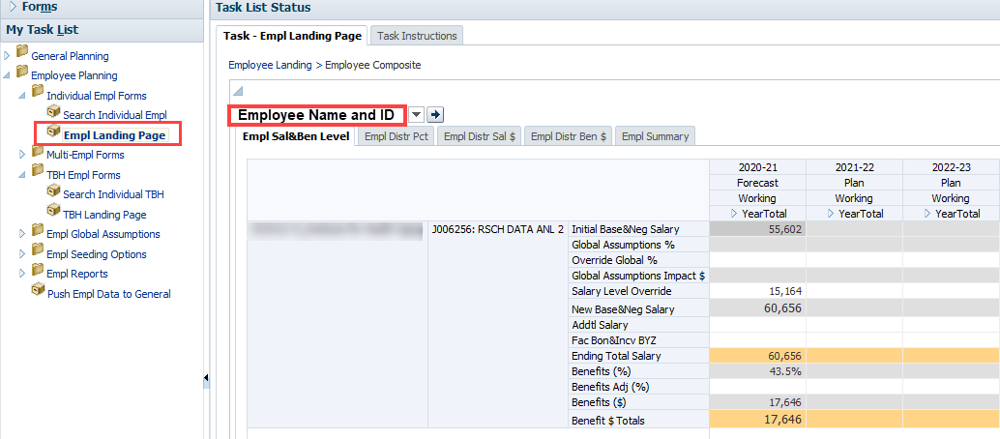 Forms
My Task List
General Planning
Employee Planning
Individual Empl Forms
Search Individual Empl
Empl Landing Page
Multi-Empl Forms
TBH Empl Forms
Search Individual TBH
TBH Landing Page
Empl Global Assumptions
Empl Seeding Options
Empl Reports
Push Empl Data to General
Task List Status
Task - Empl Landing Page Task Instructions
Employee Landing > Employee Composite
Employee Name and ID
Empl Sal&Ben Level Empl Distr Pct Empl Distr Sal $ Empl Distr Ben $ Empl Summary
2020-21 2021-22 2022-23
Forecast Plan Plan
Working Working Working
YearTotal YearTotal YearTotal
J006256: RSCH DATA ANL 2 Initial Base&Neg Salary 55,602
Global Assumptions %
Override Global %
Global Assumptions Impact $
Salary Level Override 15,164
New Base&Neg Salary 60,656
Addtl Salary
Fac Bon&Incv BYZ
Ending Total Salary 60,656
Benefits (%) 43.5%
Benefits Adj (%)
Benefits ($) 17,646
Benefit $ Totals 17,646